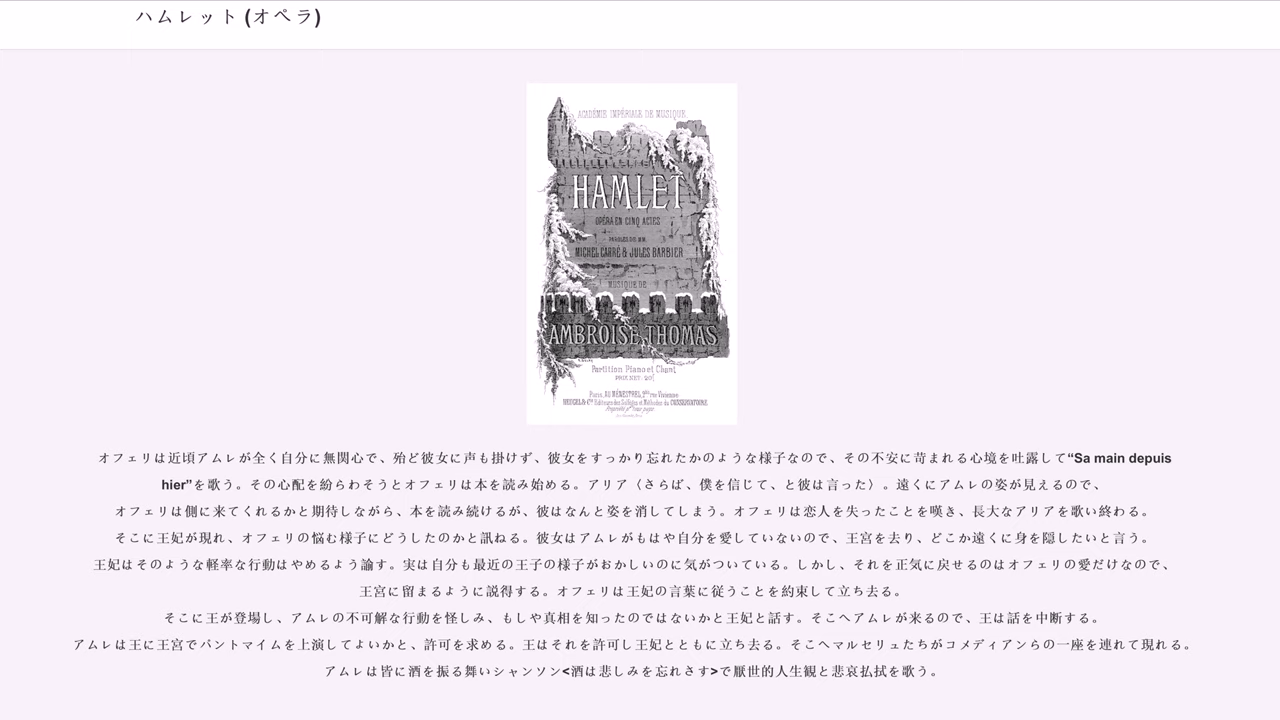 ハムレット (オペラ)
ACADÉMIE IMPÉRIALE DE MUSIQUE.
HAMLET
OPÉRA EN CINQ ACTES
PAROLES DE MM.
MICHEL CARRÉ & JULES BARBIER
MUSIQUE DE
AMBROISE THOMAS
Partition Piano et Chant
PRIX NET: 20
Paris, AU MÉNESTREL, 2 bis rue Vivienne
HEUGEL & Cie Editeurs des Solfèges et Méthodes du CONSERVATOIRE.
オフェリは近頃アムレが全く自分に無関心で、殆ど彼女に声も掛けず、彼女をすっかり忘れたかのような様子なので、その不安に苛まれる心境を吐露して“Sa main depuis
hier”を歌う。その心配を紛らわそうとオフェリは本を読み始める。アリア〈さらば、僕を信じて、と彼は言った〉。遠くにアムレの姿が見えるので、
オフェリは側に来てくれるかと期待しながら、本を読み続けるが、彼はなんと姿を消してしまう。オフェリは恋人を失ったことを嘆き、長大なアリアを歌い終わる。
そこに王妃が現れ、オフェリの悩む様子にどうしたのかと訊ねる。彼女はアムレがもはや自分を愛していないので、王宮を去り、どこか遠くに身を隠したいと言う。
王妃はそのような軽率な行動はやめるよう諭す。実は自分も最近の王子の様子がおかしいのに気がついている。しかし、それを正気に戻せるのはオフェリの愛だけなので、
王宮に留まるように説得する。オフェリは王妃の言葉に従うことを約束して立ち去る。
そこに王が登場し、アムレの不可解な行動を怪しみ、もしや真相を知ったのではないかと王妃と話す。そこへアムレが来るので、王は話を中断する。
アムレは王に王宮でパントマイムを上演してよいかと、許可を求める。王はそれを許可し王妃とともに立ち去る。そこへマルセリュたちがコメディアンらの一座を連れて現れる。
アムレは皆に酒を振る舞いシャンソン<酒は悲しみを忘れさす>で厭世的人生観と悲哀払拭を歌う。